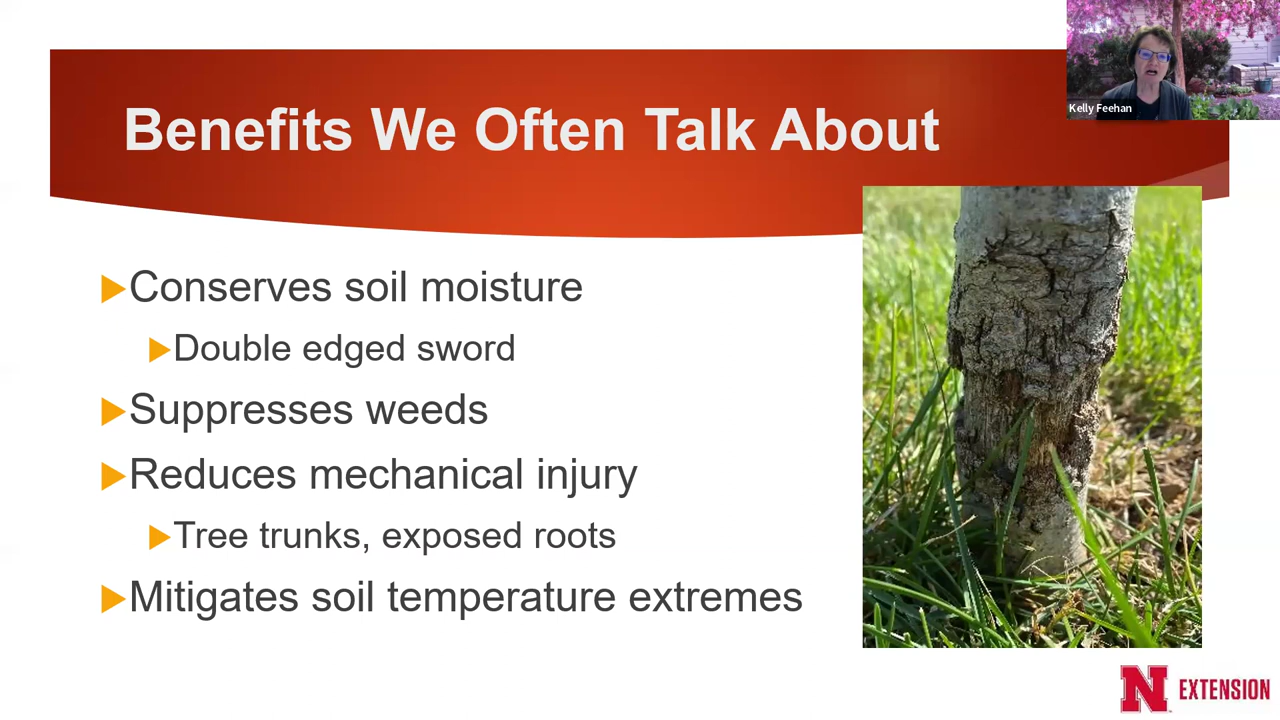 Kelly Feehan
Benefits We Often Talk About
Conserves soil moisture
Double edged sword
Suppresses weeds
Reduces mechanical injury
Tree trunks, exposed roots
Mitigates soil temperature extremes
N EXTENSION